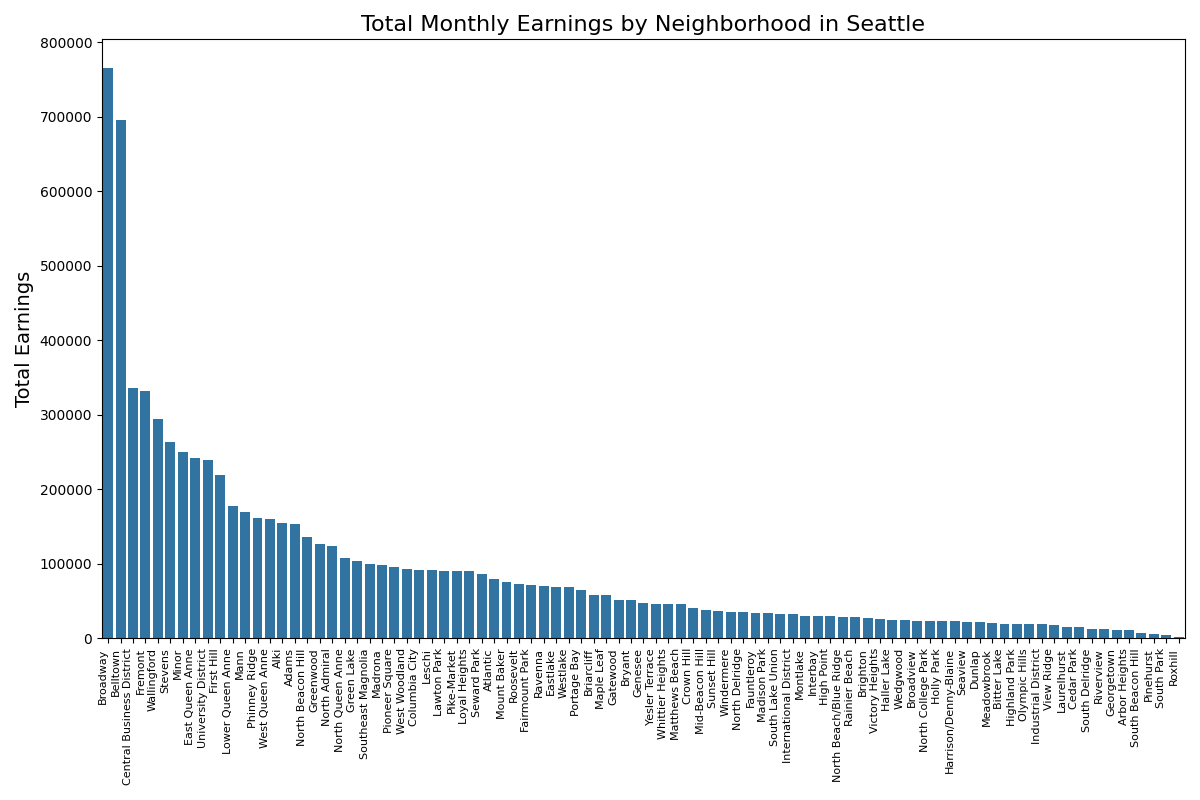 Total Monthly Earnings by Neighborhood in Seattle
Total Earnings
800000
700000
600000
500000
400000
300000
200000
100000
0
Broadway
Belltown
Central Business District
Fremont
Wallingford
Stevens
Minor
East Queen Anne
University District
First Hill
Lower Queen Anne
Mann
Phinney Ridge
West Queen Anne
Alki
Adams
North Beacon Hill
Greenwood
North Admiral
North Queen Anne
Green Lake
Southeast Magnolia
Madrona
Pioneer Square
West Woodland
Columbia City
Leschi
Lawton Park
Pike-Market
Loyal Heights
Seward Park
Atlantic
Mount Baker
Roosevelt
Fairmount Park
Ravenna
Eastlake
Westlake
Portage Bay
Briarcliff
Maple Leaf
Gatewood
Bryant
Genesee
Yesler Terrace
Whittier Heights
Matthews Beach
Crown Hill
Mid-Beacon Hill
Sunset Hill
Windermere
North Delridge
Fauntleroy
Madison Park
South Lake Union
International District
Montlake
Interbay
High Point
North Beach/Blue Ridge
Rainier Beach
Brighton
Victory Heights
Haller Lake
Wedgwood
Broadview
North College Park
Holly Park
Harrison/Denny-Blaine
Seaview
Dunlap
Meadowbrook
Bitter Lake
Highland Park
Olympic Hills
Industrial District
View Ridge
Laurelhurst
Cedar Park
South Delridge
Riverview
Georgetown
Arbor Heights
South Beacon Hill
Pinehurst
South Park
Roxhill